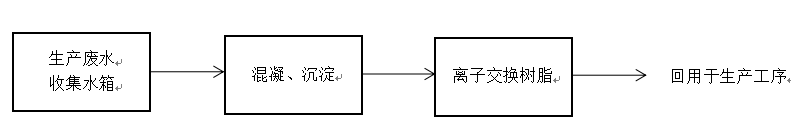 生产废水
收集水箱
混凝、沉淀
离子交换树脂
回用于生产工序